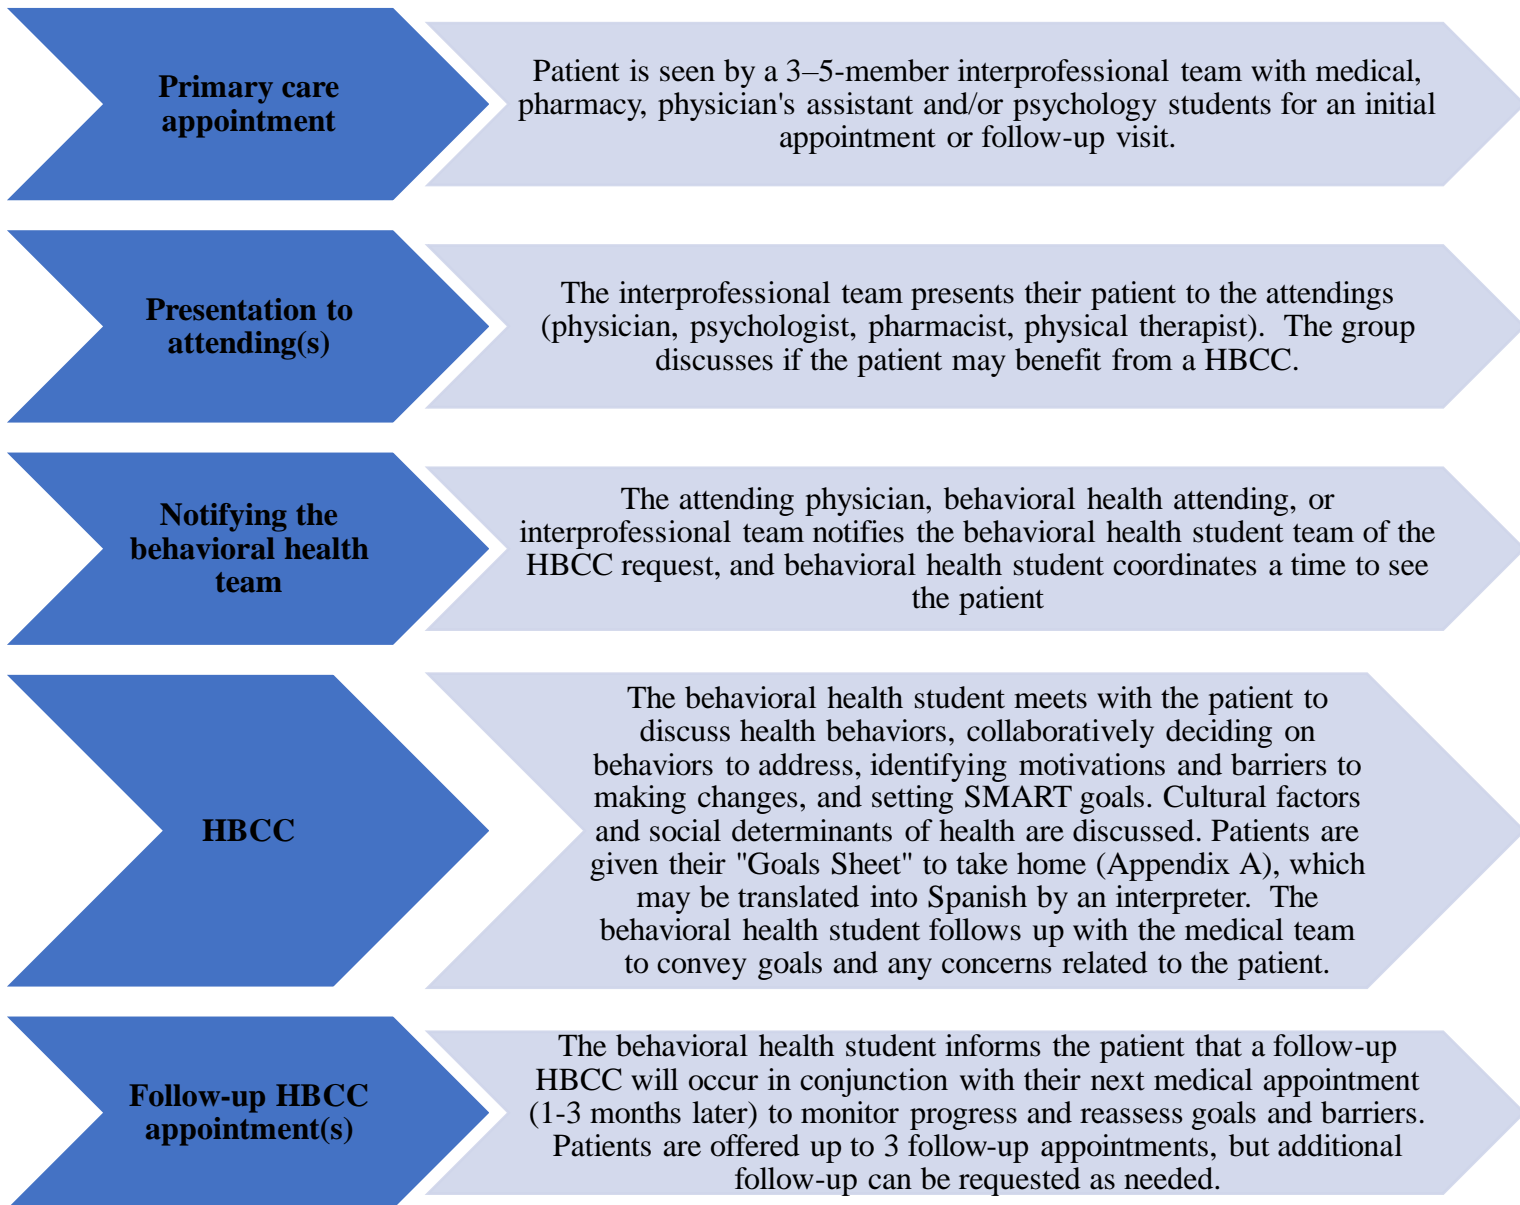 Primary care
appointment
Patient is seen by a 3–5-member interprofessional team with medical,
pharmacy, physician's assistant and/or psychology students for an initial
appointment or follow-up visit.
Presentation to
attending(s)
The interprofessional team presents their patient to the attendings
(physician, psychologist, pharmacist, physical therapist).  The group
discusses if the patient may benefit from a HBCC.
Notifying the
behavioral health
team
The attending physician, behavioral health attending, or
interprofessional team notifies the behavioral health student team of the
HBCC request, and behavioral health student coordinates a time to see
the patient
HBCC
The behavioral health student meets with the patient to
discuss health behaviors, collaboratively deciding on
behaviors to address, identifying motivations and barriers to
making changes, and setting SMART goals. Cultural factors
and social determinants of health are discussed. Patients are
given their "Goals Sheet" to take home (Appendix A), which
may be translated into Spanish by an interpreter.  The
behavioral health student follows up with the medical team
to convey goals and any concerns related to the patient.
Follow-up HBCC
appointment(s)
The behavioral health student informs the patient that a follow-up
HBCC will occur in conjunction with their next medical appointment
(1-3 months later) to monitor progress and reassess goals and barriers.
Patients are offered up to 3 follow-up appointments, but additional
follow-up can be requested as needed.